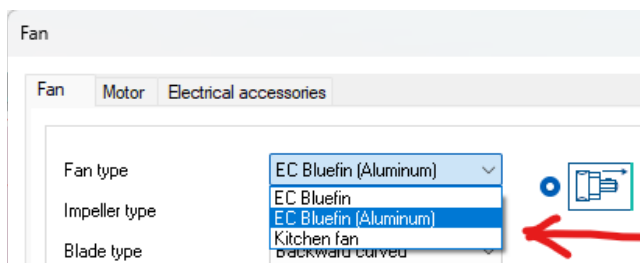 Fan
Fan Motor Electrical accessories
Fan type EC Bluefin (Aluminum)
EC Bluefin
Impeller type EC Bluefin (Aluminum)
Kitchen fan
Blade type Backward curved